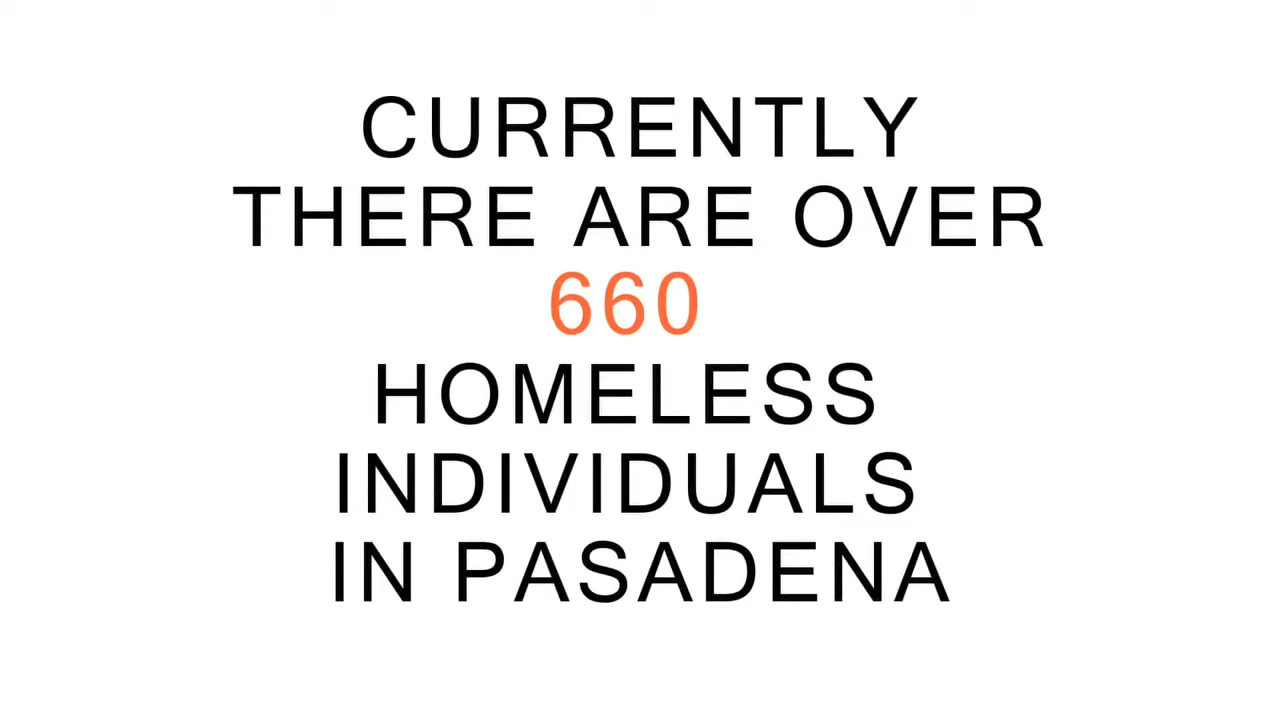 CURRENTLY
THERE ARE OVER
660
HOMELESS
INDIVIDUALS
IN PASADENA